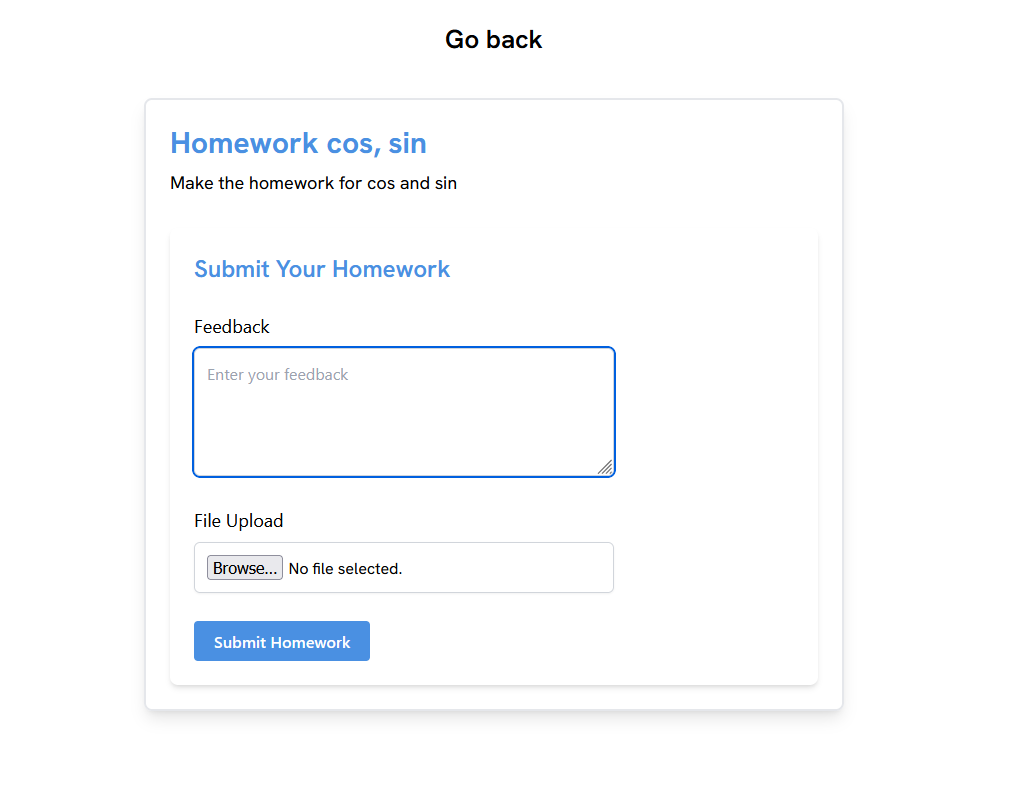 Go back
Homework cos, sin
Make the homework for cos and sin
Submit Your Homework
Feedback
Enter your feedback
File Upload
Browse... No file selected.
Submit Homework